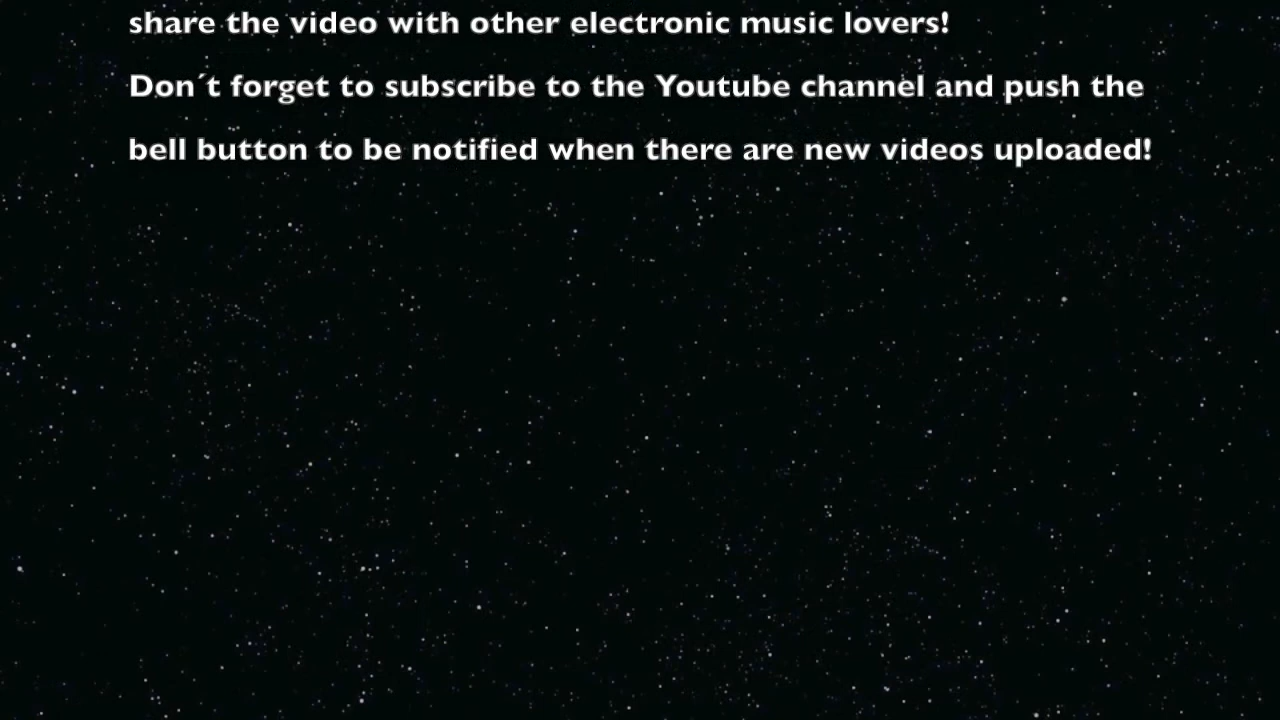 share the video with other electronic music lovers!
Don´t forget to subscribe to the Youtube channel and push the
bell button to be notified when there are new videos uploaded!